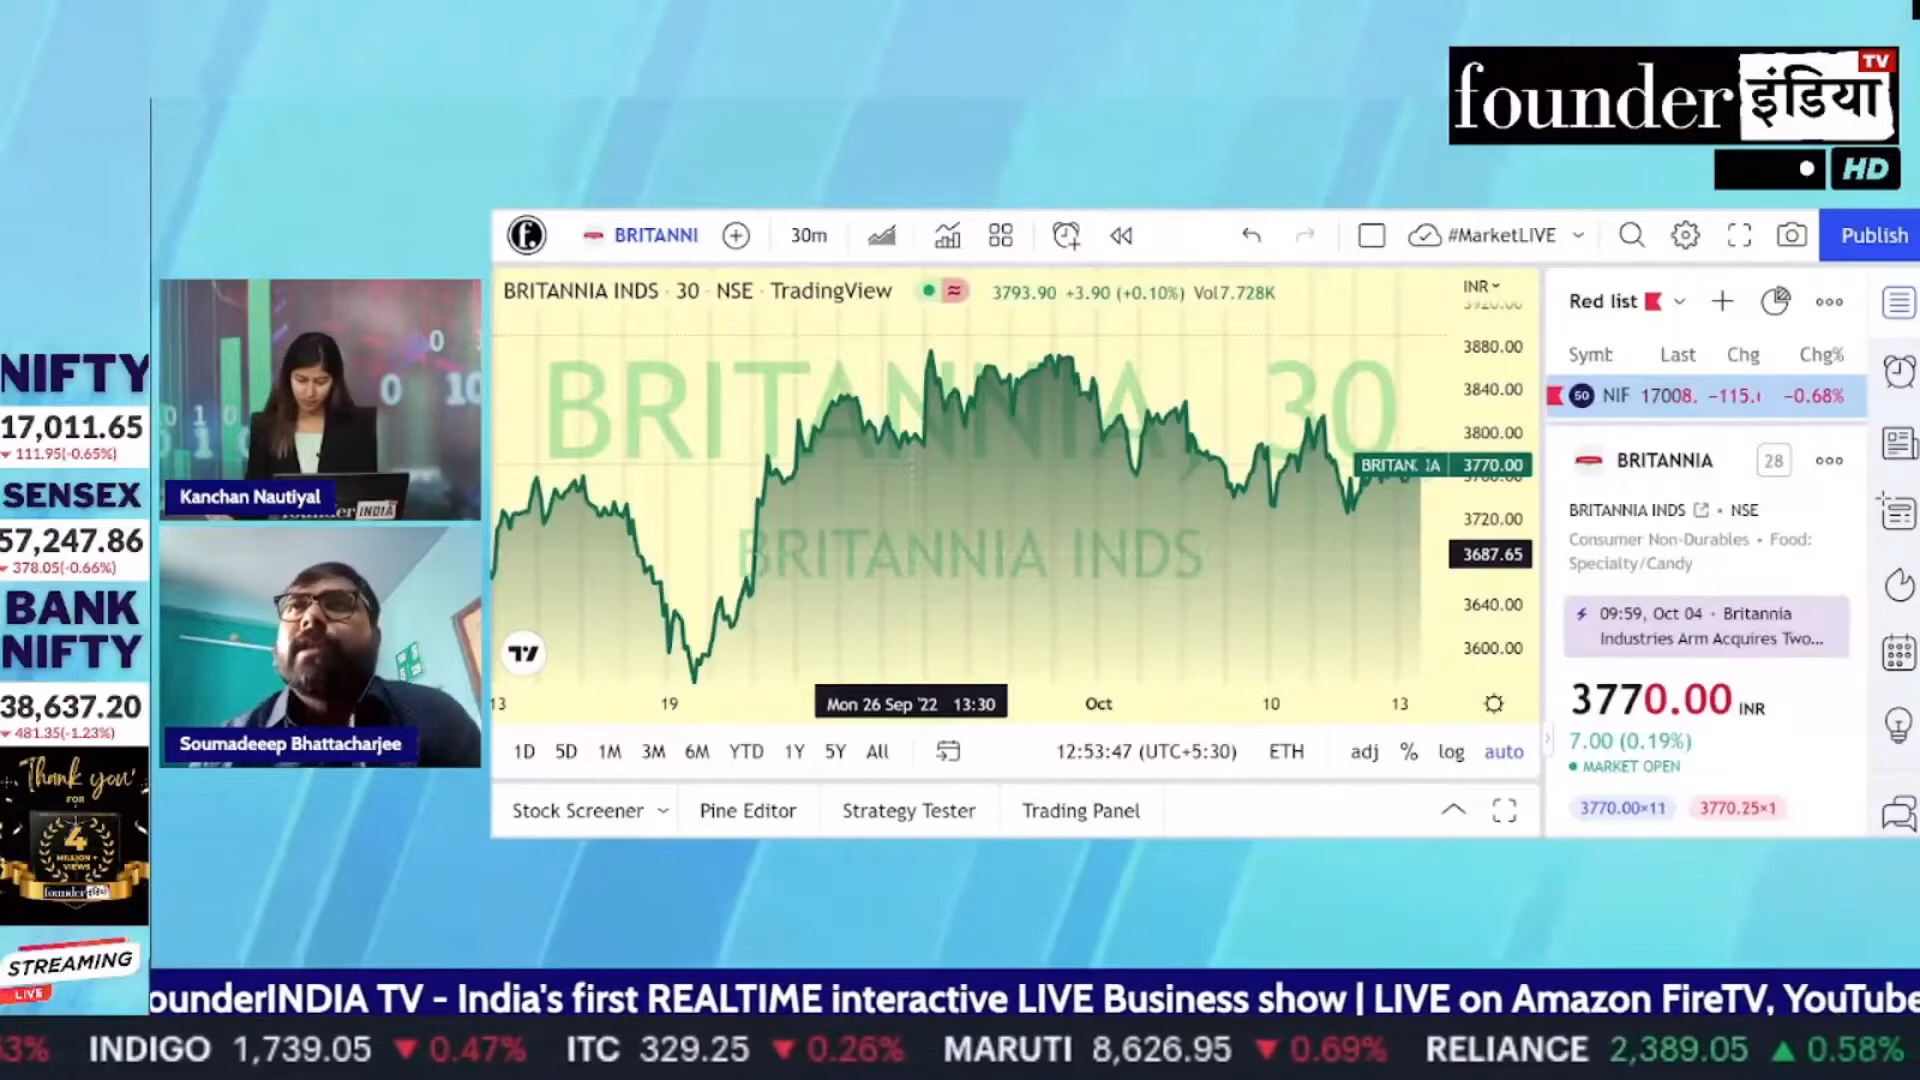 founder इंडिया TV
HD
BRITANNI
30m
#MarketLIVE
Publish
BRITANNIA INDS · 30 · NSE · TradingView
3793.90 +3.90 (+0.10%) Vol7.728K
INR
3880.00
3840.00
3800.00
3770.00
3720.00
3687.65
3640.00
3600.00
BRITANNIA, 30
BRITANNIA INDS
13
19
Mon 26 Sep '22 13:30
Oct
10
13
1D 5D 1M 3M 6M YTD 1Y 5Y All
12:53:47 (UTC+5:30) ETH adj % log auto
Stock Screener
Pine Editor
Strategy Tester
Trading Panel
Red list
Symb Last Chg Chg%
50 NIF 17008. −115. −0.68%
BRITANNIA
28
BRITANNIA INDS • NSE
Consumer Non-Durables • Food:
Specialty/Candy
09:59, Oct 04 · Britannia
Industries Arm Acquires Two...
3770.00 INR
7.00 (0.19%)
MARKET OPEN
3770.00×11
3770.25×1
NIFTY
17,011.65
111.95(-0.65%)
SENSEX
57,247.86
378.05(-0.66%)
BANK
NIFTY
38,637.20
481.35(-1.23%)
Thank you
FOR
4
MILLION +
VIEWS
founder इंडिया
STREAMING
LIVE
Kanchan Nautiyal
INDIA
Soumadeeep Bhattacharjee
ounderINDIA TV - India's first REALTIME interactive LIVE Business show | LIVE on Amazon FireTV, YouTube
63% INDIGO 1,739.05 ▼ 0.47% ITC 329.25 ▼ 0.26% MARUTI 8,626.95 ▼ 0.69% RELIANCE 2,389.05 ▲ 0.58%